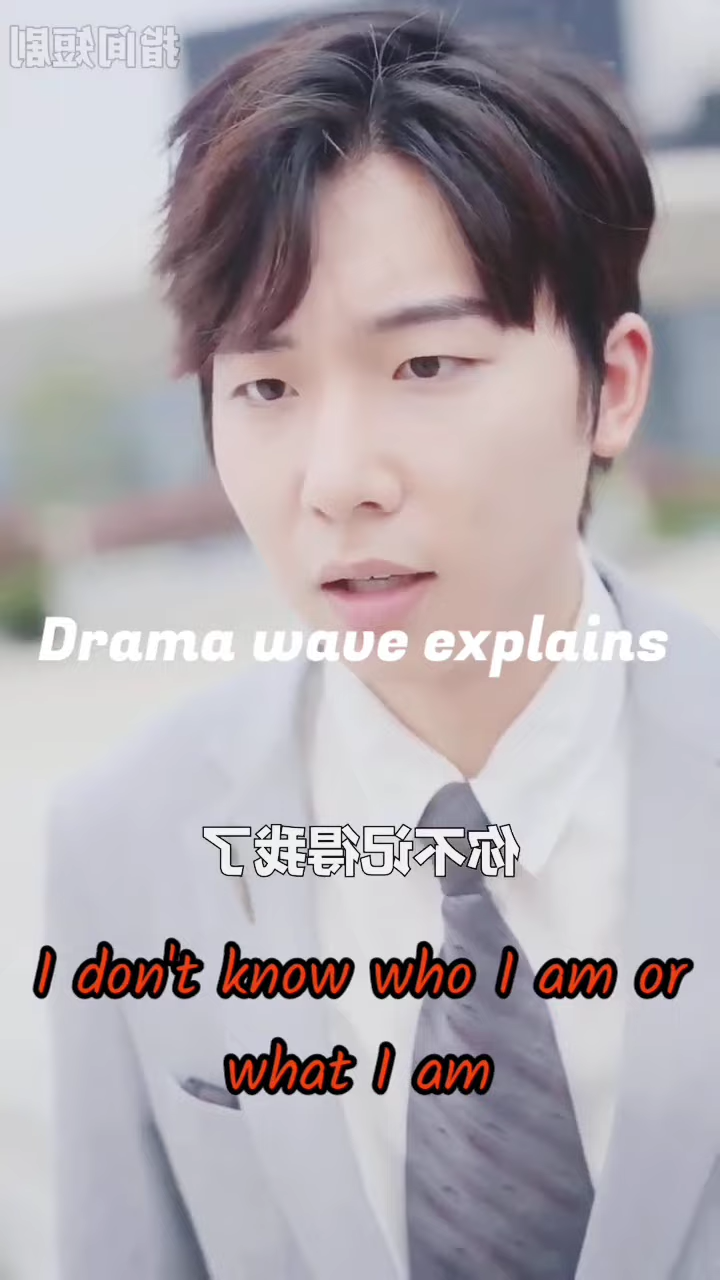 指间短剧
Drama wave explains
你不记得我了
I don't know who I am or
what I am